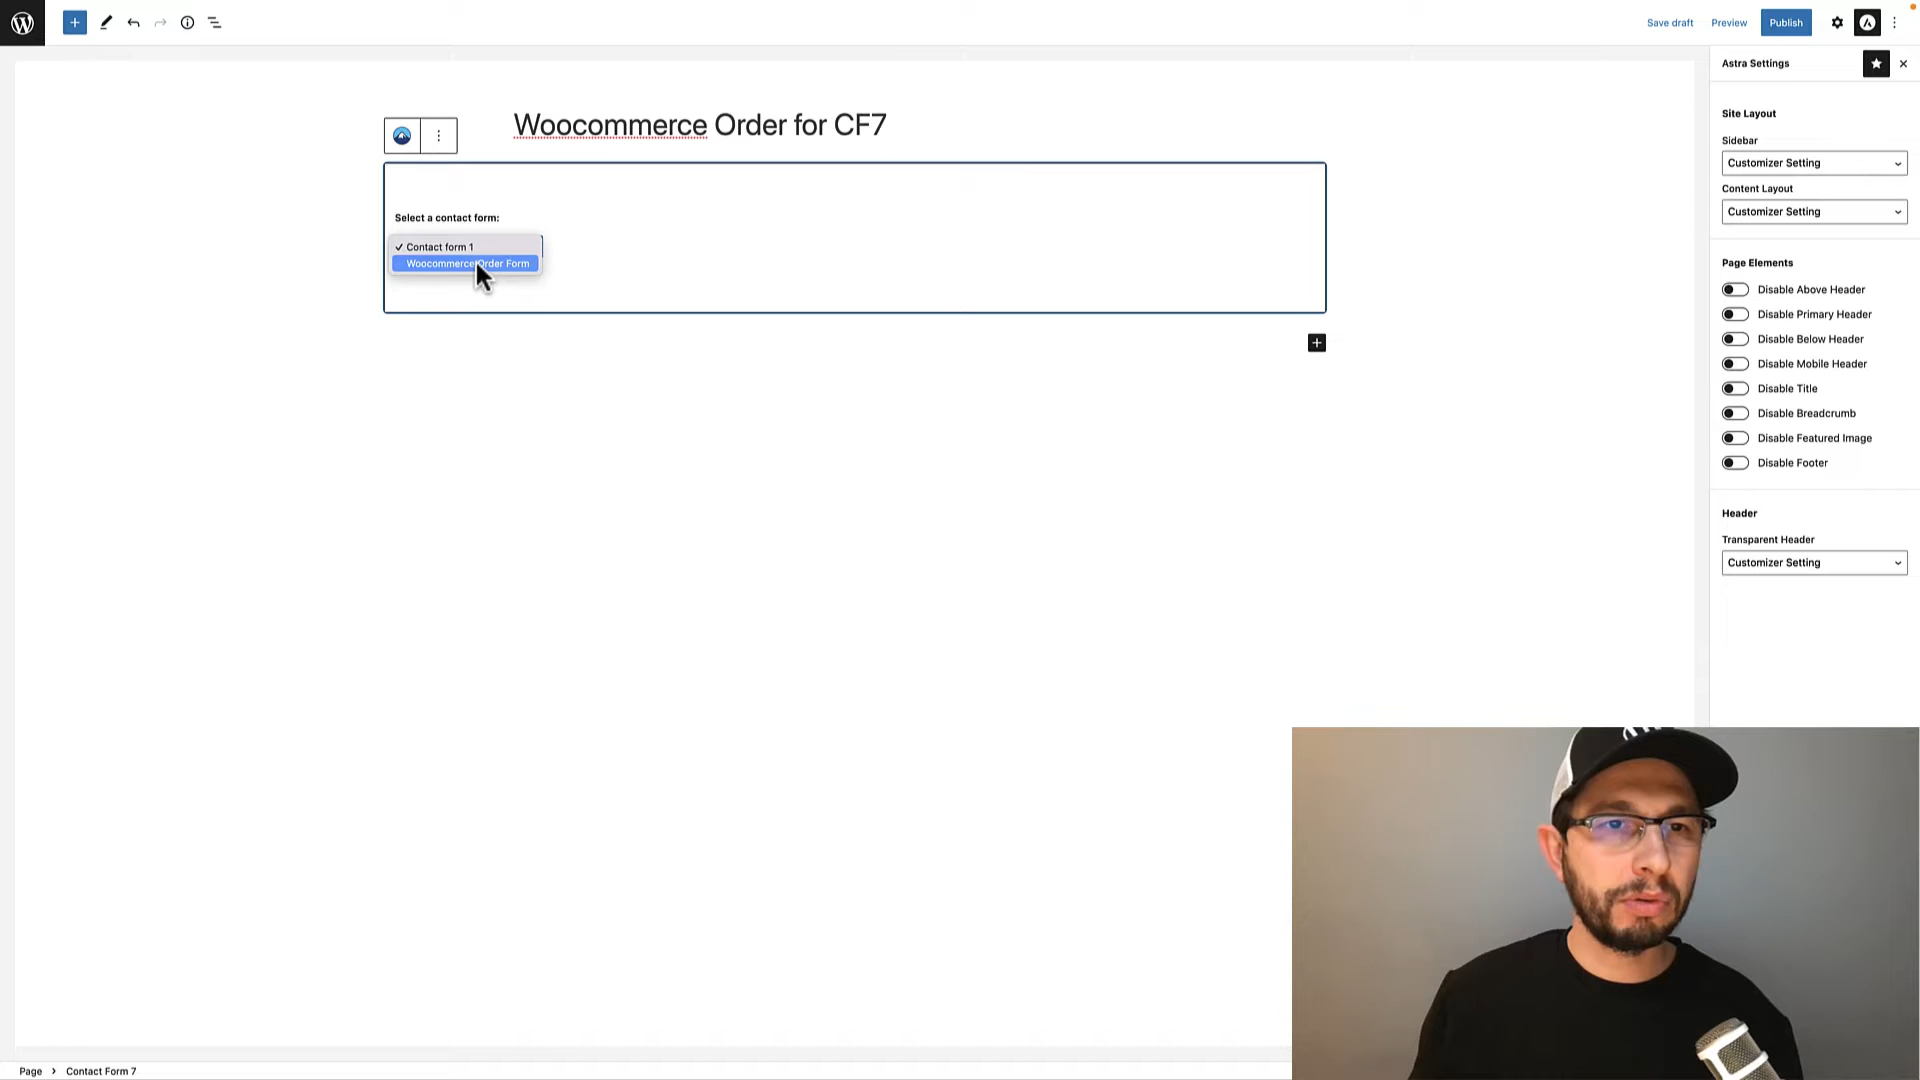 Save draft
Preview
Publish
Astra Settings
Woocommerce Order for CF7
Select a contact form:
✓ Contact form 1
Woocommerce Order Form
Site Layout
Sidebar
Customizer Setting
Content Layout
Customizer Setting
Page Elements
Disable Above Header
Disable Primary Header
Disable Below Header
Disable Mobile Header
Disable Title
Disable Breadcrumb
Disable Featured Image
Disable Footer
Header
Transparent Header
Customizer Setting
Page › Contact Form 7